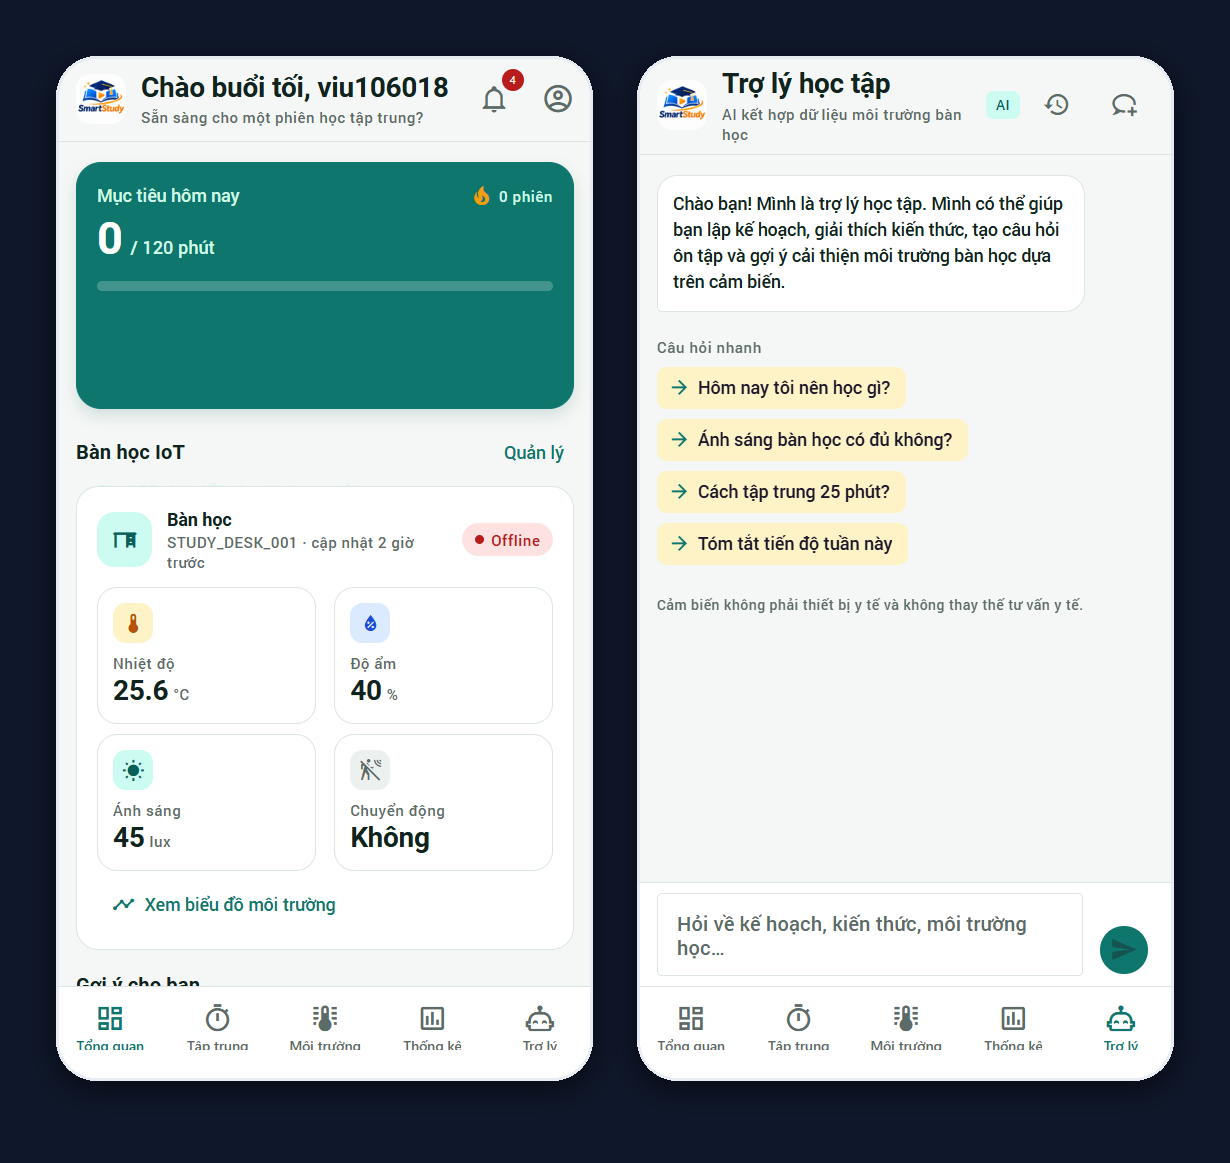 SmartStudy
Chào buổi tối, viu106018
Sẵn sàng cho một phiên học tập trung?
4
Mục tiêu hôm nay
0 phiên
0 / 120 phút
Bàn học IoT
Quản lý
Bàn học
STUDY_DESK_001 · cập nhật 2 giờ
trước
Offline
Nhiệt độ
25.6 °C
Độ ẩm
40 %
Ánh sáng
45 lux
Chuyển động
Không
Xem biểu đồ môi trường
Gợi ý cho bạn
Tổng quan
Tập trung
Môi trường
Thống kê
Trợ lý
SmartStudy
Trợ lý học tập
AI kết hợp dữ liệu môi trường bàn
học
AI
Chào bạn! Mình là trợ lý học tập. Mình có thể giúp
bạn lập kế hoạch, giải thích kiến thức, tạo câu hỏi
ôn tập và gợi ý cải thiện môi trường bàn học dựa
trên cảm biến.
Câu hỏi nhanh
Hôm nay tôi nên học gì?
Ánh sáng bàn học có đủ không?
Cách tập trung 25 phút?
Tóm tắt tiến độ tuần này
Cảm biến không phải thiết bị y tế và không thay thế tư vấn y tế.
Hỏi về kế hoạch, kiến thức, môi trường
học...
Tổng quan
Tập trung
Môi trường
Thống kê
Trợ lý